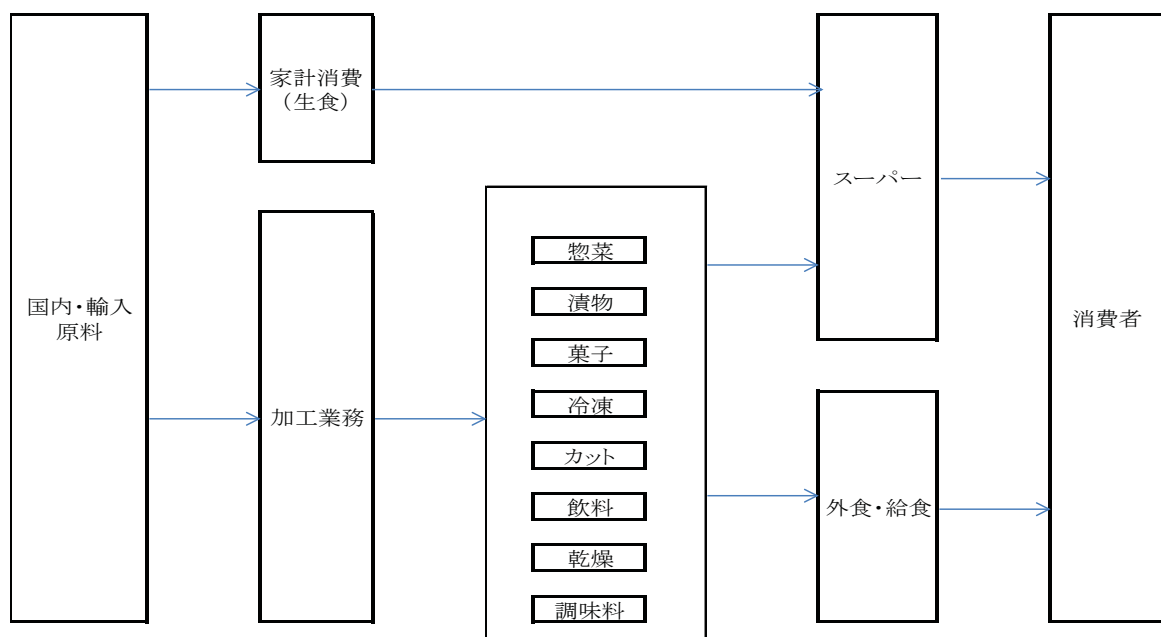 国内・輸入
原料
家計消費
（生食）
加工業務
惣菜
漬物
菓子
冷凍
カット
飲料
乾燥
調味料
スーパー
外食・給食
消費者